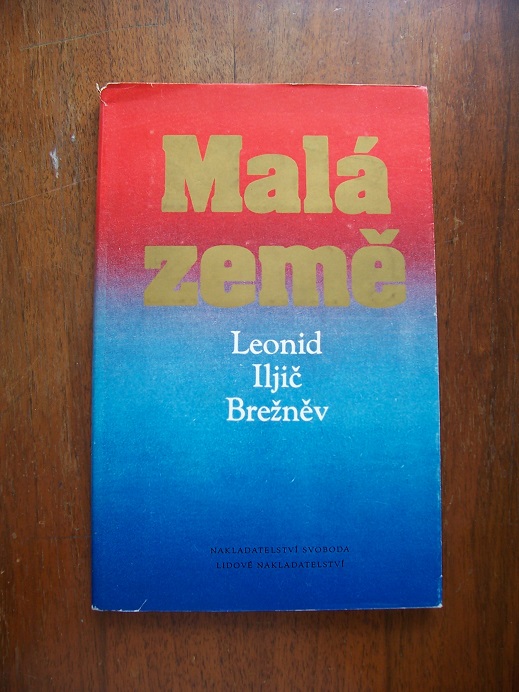 Malá
země
Leonid
Iljič
Brežněv
NAKLADATELSTVÍ SVOBODA
LIDOVÉ NAKLADATELSTVÍ